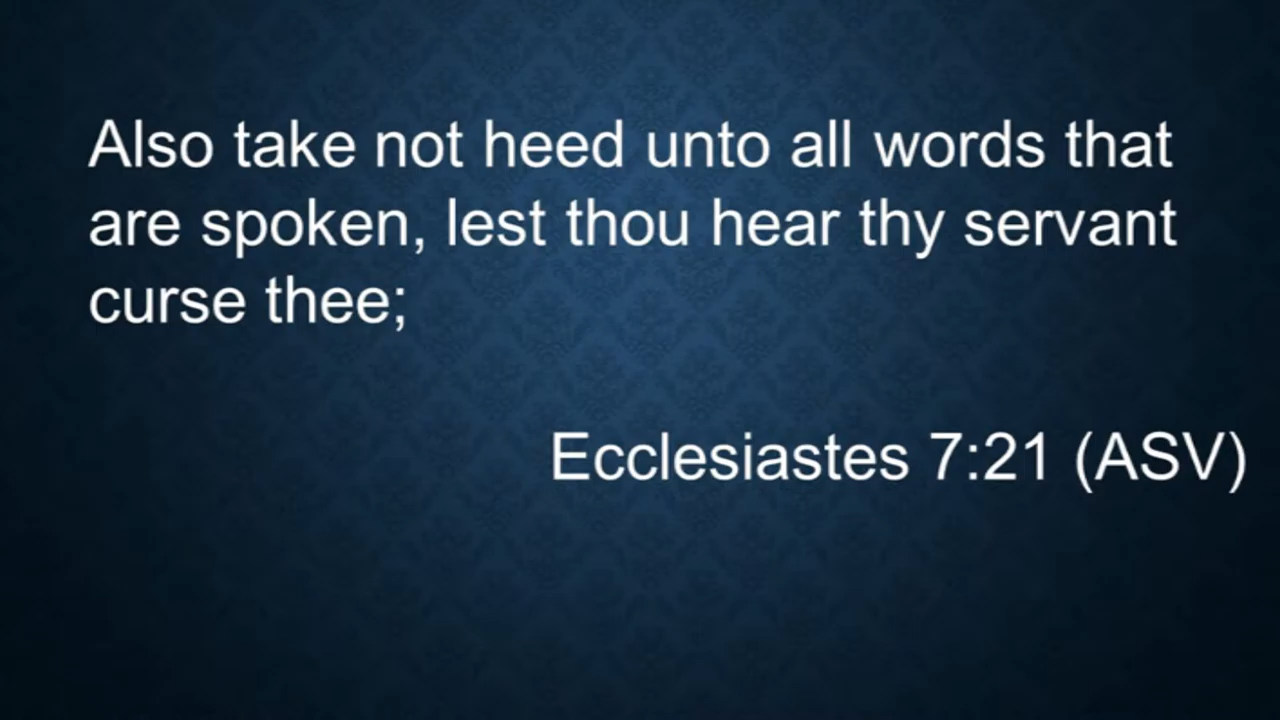 Also take not heed unto all words that
are spoken, lest thou hear thy servant
curse thee;
Ecclesiastes 7:21 (ASV)